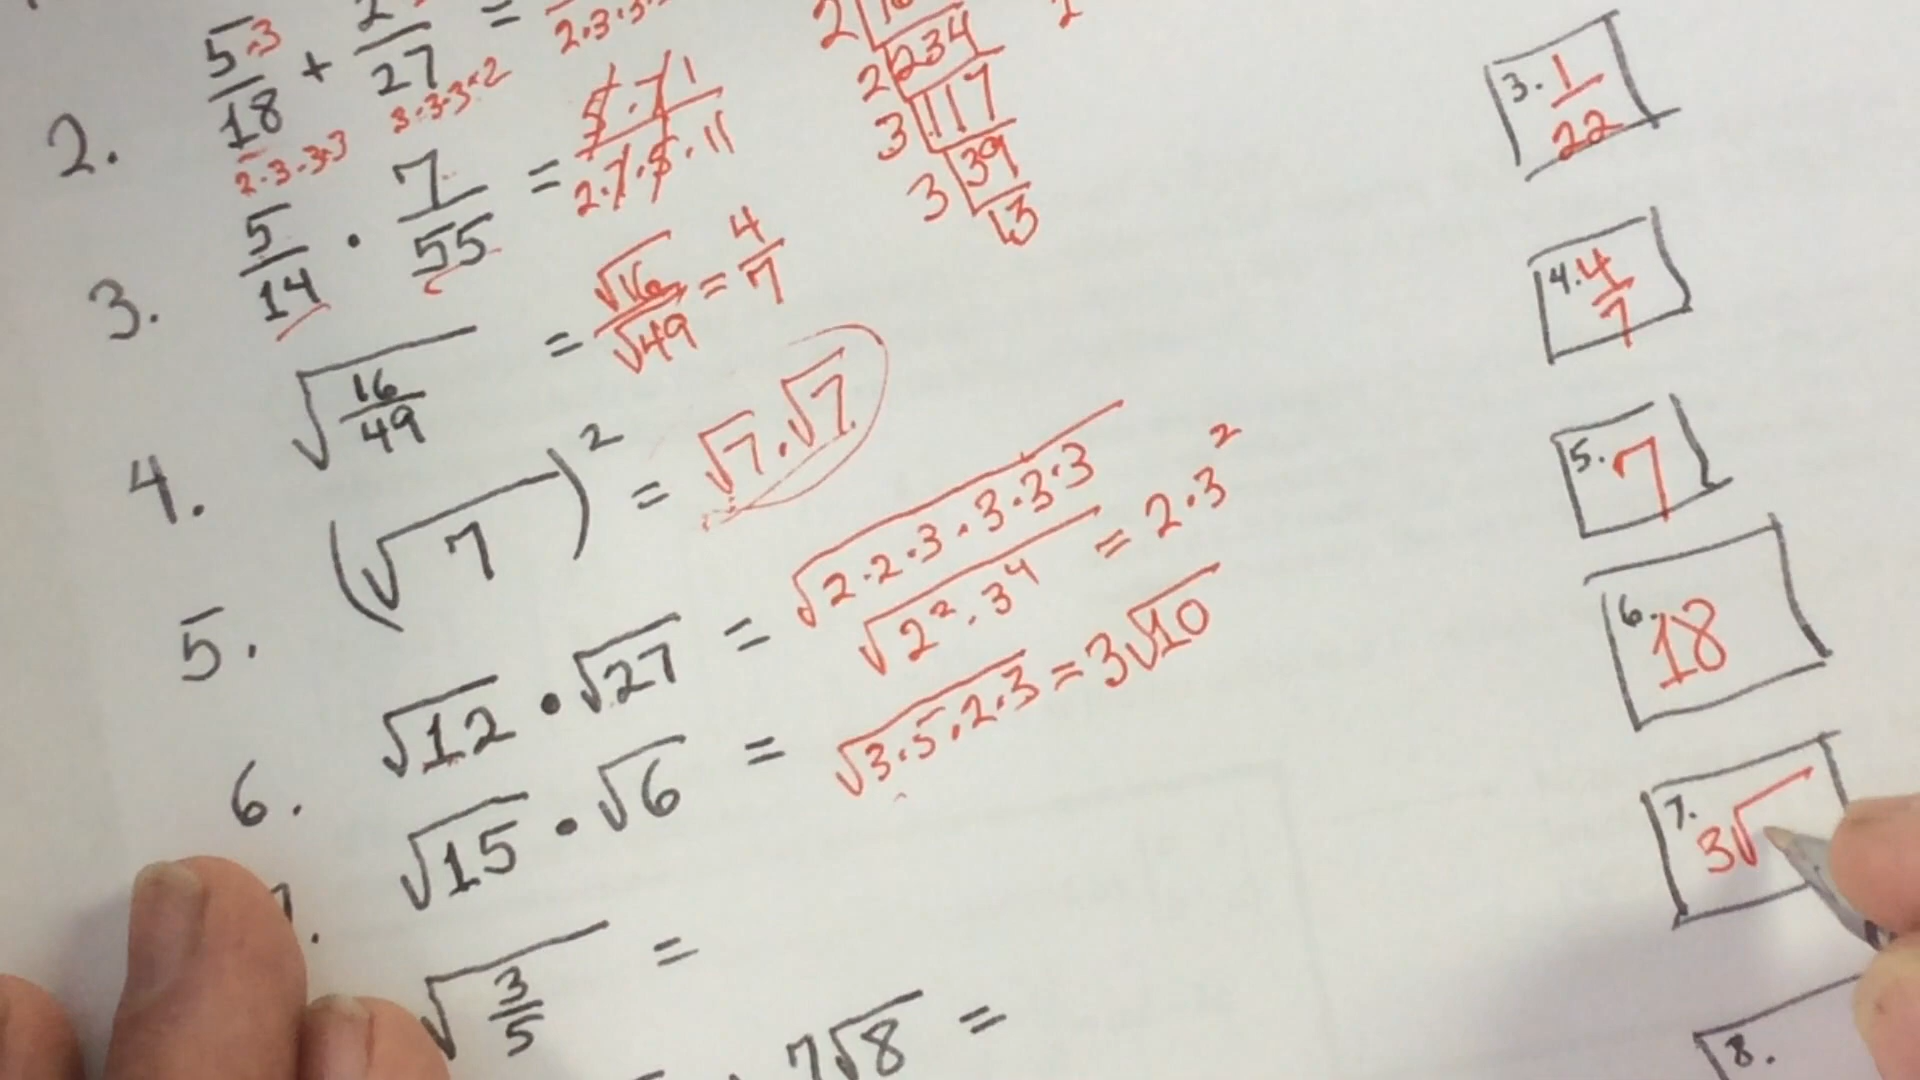 2. 5·3/18 + 2/27 =
2·3·3·3 3·3·3·2
3. 5/14 · 7/55 = 5·7 1/2·7·5·11
2 234
3 117
3 39
13
4. √(16/49) = √16/√49 = 4/7
5. (√7)² = √7·√7
6. √12 · √27 = √2·2·3·3·3·3
√2²·3⁴ = 2·3²
√15 · √6 = √3·5·2·3 = 3√10
√(3/5) =
7√8 =
3. 1/22
4. 4/7
5. 7
6. 18
7. 3√
8.